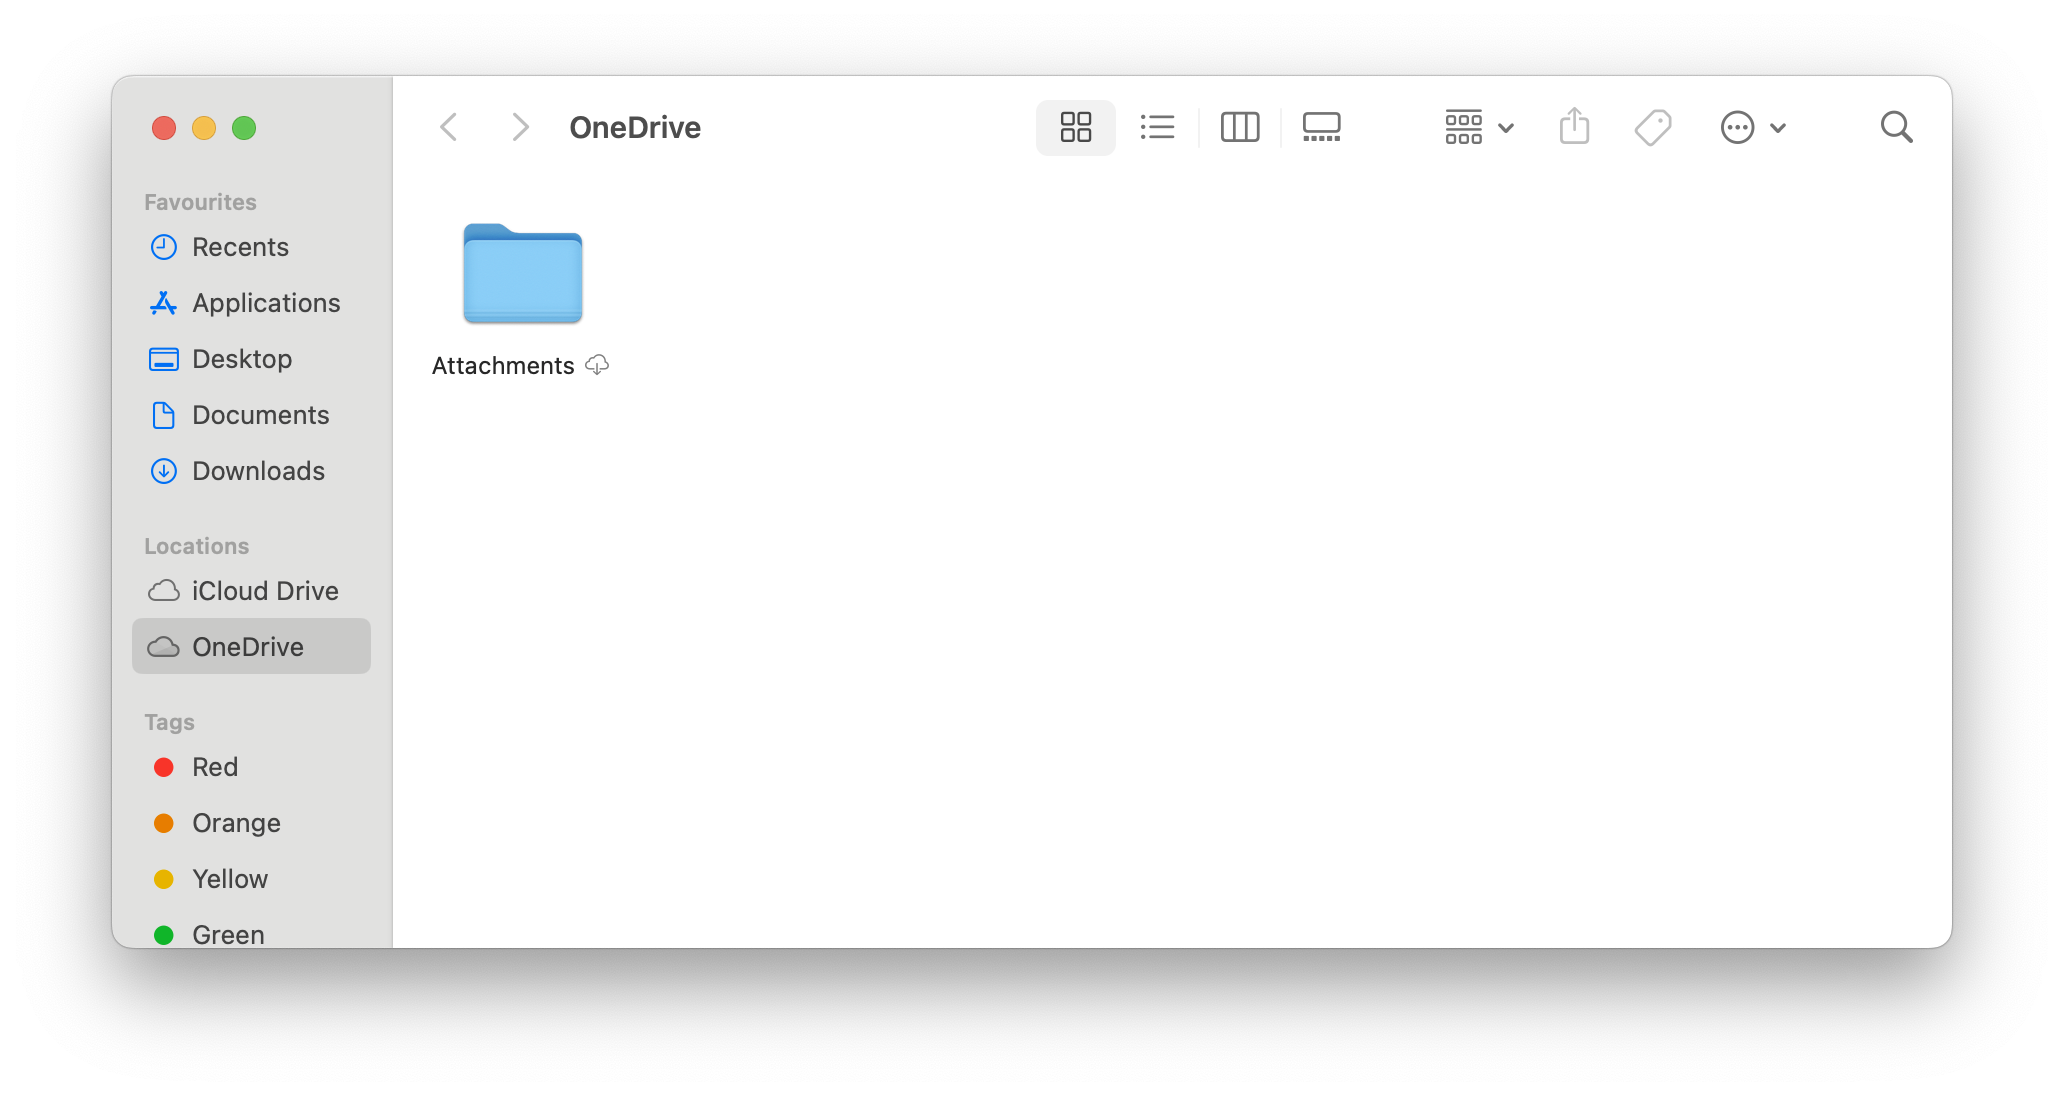 OneDrive
Favourites
Recents
Applications
Desktop
Documents
Downloads
Locations
iCloud Drive
OneDrive
Tags
Red
Orange
Yellow
Green
Attachments